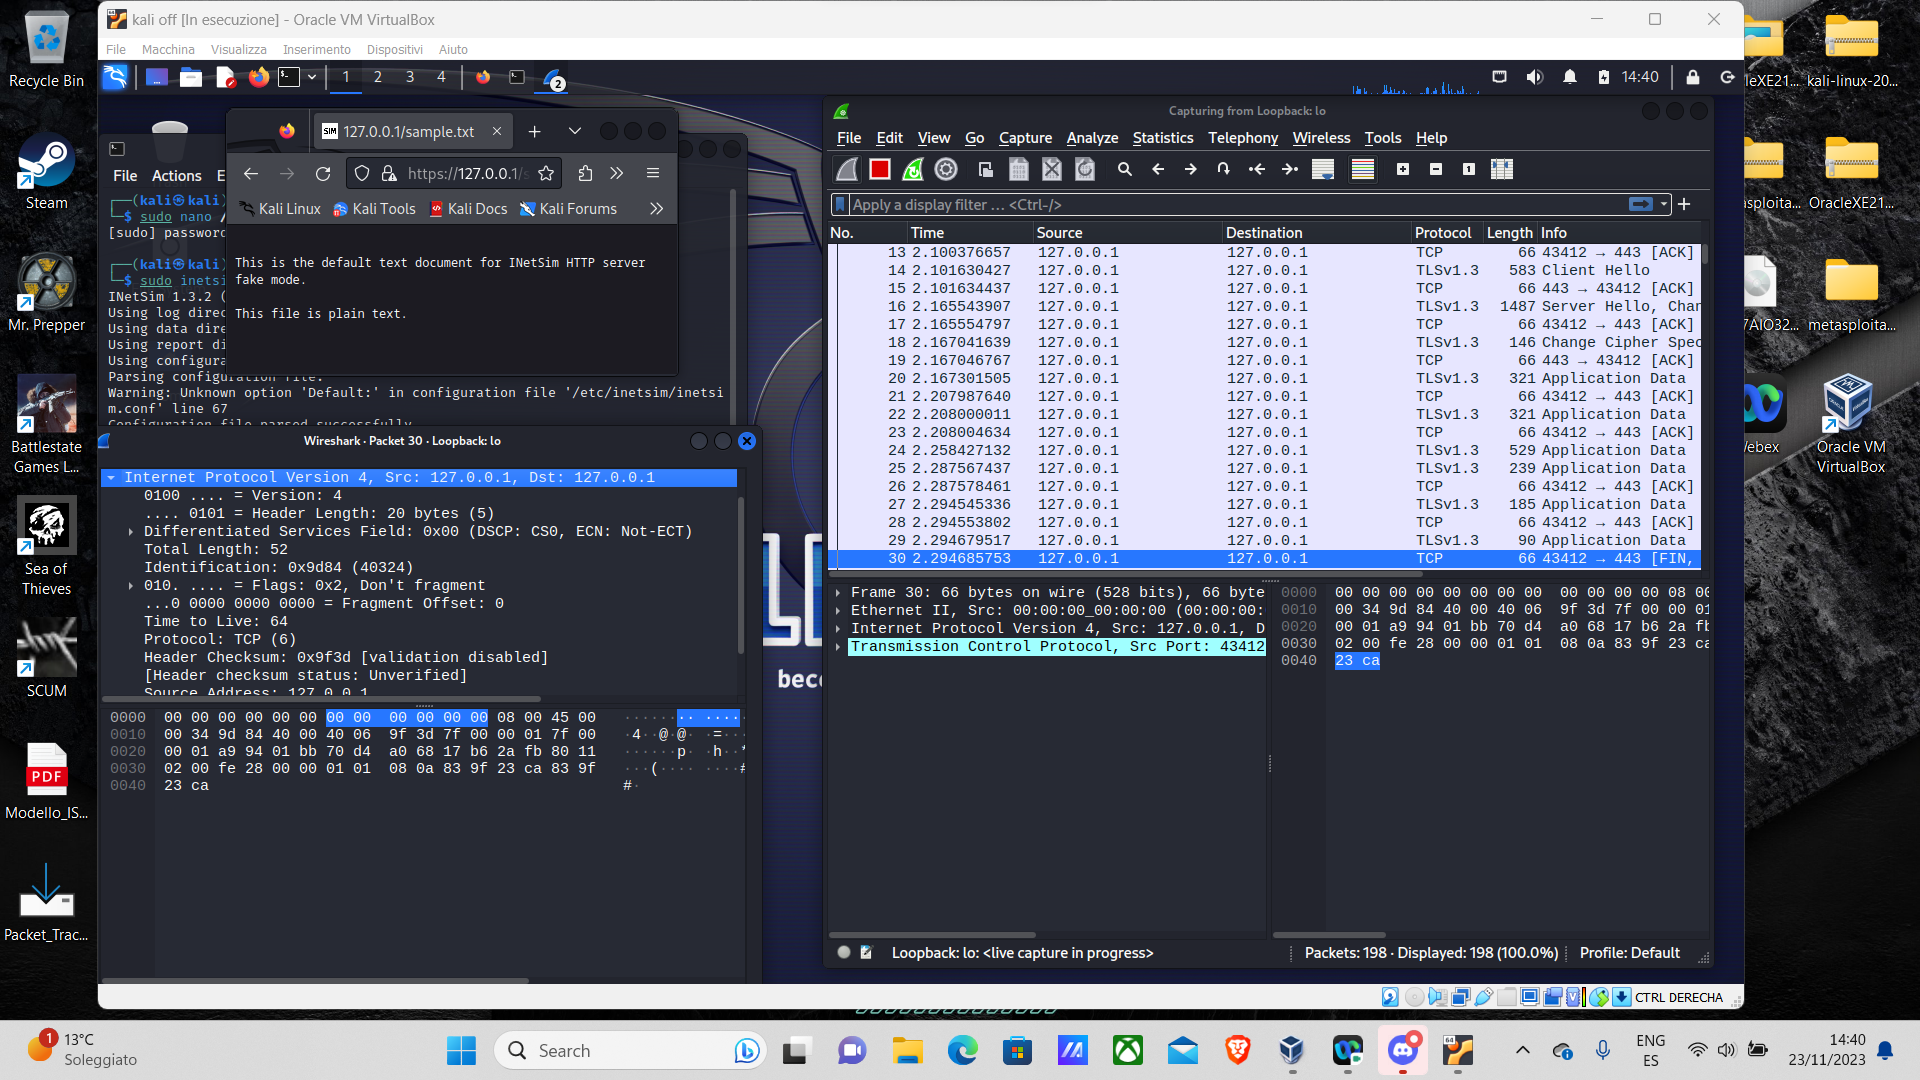 kali off [In esecuzione] - Oracle VM VirtualBox
File Macchina Visualizza Inserimento Dispositivi Aiuto
1 2 3 4
2
14:40
Recycle Bin
Steam
Mr. Prepper
Battlestate
Games L...
Sea of
Thieves
SCUM
PDF
Modello_IS...
Packet_Trac...
SIM 127.0.0.1/sample.txt
https://127.0.0.1/s
Kali Linux Kali Tools Kali Docs Kali Forums
This is the default text document for INetSim HTTP server
fake mode.
This file is plain text.
File Actions E
(kali㉿kali)
$ sudo nano /
[sudo] password
(kali㉿kali)
$ sudo inetsi
INetSim 1.3.2 (
Using log direc
Using data dire
Using report di
Using configura
Parsing configuration file.
Warning: Unknown option 'Default:' in configuration file '/etc/inetsim/inetsi
m.conf' line 67
Configuration file parsed successfully
Wireshark · Packet 30 · Loopback: lo
Internet Protocol Version 4, Src: 127.0.0.1, Dst: 127.0.0.1
0100 .... = Version: 4
.... 0101 = Header Length: 20 bytes (5)
Differentiated Services Field: 0x00 (DSCP: CS0, ECN: Not-ECT)
Total Length: 52
Identification: 0x9d84 (40324)
010. .... = Flags: 0x2, Don't fragment
...0 0000 0000 0000 = Fragment Offset: 0
Time to Live: 64
Protocol: TCP (6)
Header Checksum: 0x9f3d [validation disabled]
[Header checksum status: Unverified]
Source Address: 127.0.0.1
0000 00 00 00 00 00 00 00 00 00 00 00 00 08 00 45 00 ········ ······
0010 00 34 9d 84 40 00 40 06 9f 3d 7f 00 00 01 7f 00 ·4··@·@· ·=···
0020 00 01 a9 94 01 bb 70 d4 a0 68 17 b6 2a fb 80 11 ······p· ·h··*
0030 02 00 fe 28 00 00 01 01 08 0a 83 9f 23 ca 83 9f ···(···· ····#
0040 23 ca #·
beco
Capturing from Loopback: lo
File Edit View Go Capture Analyze Statistics Telephony Wireless Tools Help
Apply a display filter ... <Ctrl-/>
No. Time Source Destination Protocol Length Info
13 2.100376657 127.0.0.1 127.0.0.1 TCP 66 43412 → 443 [ACK]
14 2.101630427 127.0.0.1 127.0.0.1 TLSv1.3 583 Client Hello
15 2.101634437 127.0.0.1 127.0.0.1 TCP 66 443 → 43412 [ACK]
16 2.165543907 127.0.0.1 127.0.0.1 TLSv1.3 1487 Server Hello, Chan
17 2.165554797 127.0.0.1 127.0.0.1 TCP 66 43412 → 443 [ACK]
18 2.167041639 127.0.0.1 127.0.0.1 TLSv1.3 146 Change Cipher Spec
19 2.167046767 127.0.0.1 127.0.0.1 TCP 66 443 → 43412 [ACK]
20 2.167301505 127.0.0.1 127.0.0.1 TLSv1.3 321 Application Data
21 2.207987640 127.0.0.1 127.0.0.1 TCP 66 43412 → 443 [ACK]
22 2.208000011 127.0.0.1 127.0.0.1 TLSv1.3 321 Application Data
23 2.208004634 127.0.0.1 127.0.0.1 TCP 66 43412 → 443 [ACK]
24 2.258427132 127.0.0.1 127.0.0.1 TLSv1.3 529 Application Data
25 2.287567437 127.0.0.1 127.0.0.1 TLSv1.3 239 Application Data
26 2.287578461 127.0.0.1 127.0.0.1 TCP 66 43412 → 443 [ACK]
27 2.294545336 127.0.0.1 127.0.0.1 TLSv1.3 185 Application Data
28 2.294553802 127.0.0.1 127.0.0.1 TCP 66 43412 → 443 [ACK]
29 2.294679517 127.0.0.1 127.0.0.1 TLSv1.3 90 Application Data
30 2.294685753 127.0.0.1 127.0.0.1 TCP 66 43412 → 443 [FIN,
Frame 30: 66 bytes on wire (528 bits), 66 byte
Ethernet II, Src: 00:00:00_00:00:00 (00:00:00:
Internet Protocol Version 4, Src: 127.0.0.1, D
Transmission Control Protocol, Src Port: 43412
0000 00 00 00 00 00 00 00 00 00 00 00 00 08 00
0010 00 34 9d 84 40 00 40 06 9f 3d 7f 00 00 01
0020 00 01 a9 94 01 bb 70 d4 a0 68 17 b6 2a fb
0030 02 00 fe 28 00 00 01 01 08 0a 83 9f 23 ca
0040 23 ca
Loopback: lo: <live capture in progress>
Packets: 198 · Displayed: 198 (100.0%)
Profile: Default
CTRL DERECHA
leXE21... kali-linux-20...
asploita... OracleXE21...
7AIO32... metasploita...
Webex
Oracle VM
VirtualBox
1
13°C
Soleggiato
Search
64
ENG
ES
14:40
23/11/2023